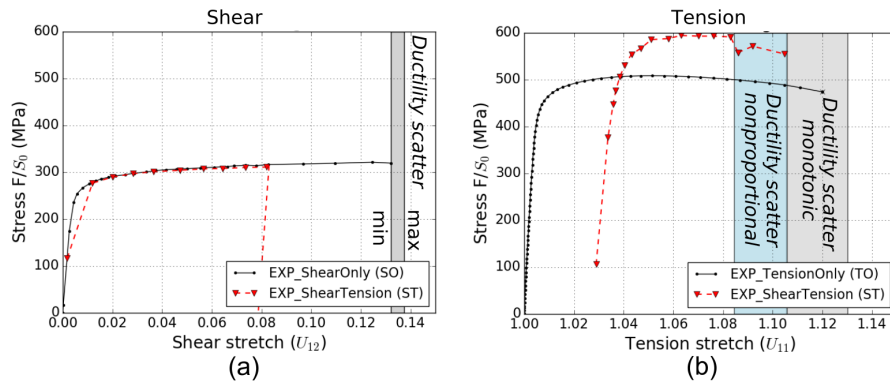 Shear
600
500
400
300
200
100
0
0.00 0.02 0.04 0.06 0.08 0.10 0.12 0.14
Stress F/S0 (MPa)
Shear stretch (U12)
Ductility scatter
min
max
EXP_ShearOnly (SO)
EXP_ShearTension (ST)
(a)
Tension
600
500
400
300
200
100
0
1.00 1.02 1.04 1.06 1.08 1.10 1.12 1.14
Stress F/S0 (MPa)
Tension stretch (U11)
Ductility scatter
nonproportional
Ductility scatter
monotonic
EXP_TensionOnly (TO)
EXP_ShearTension (ST)
(b)